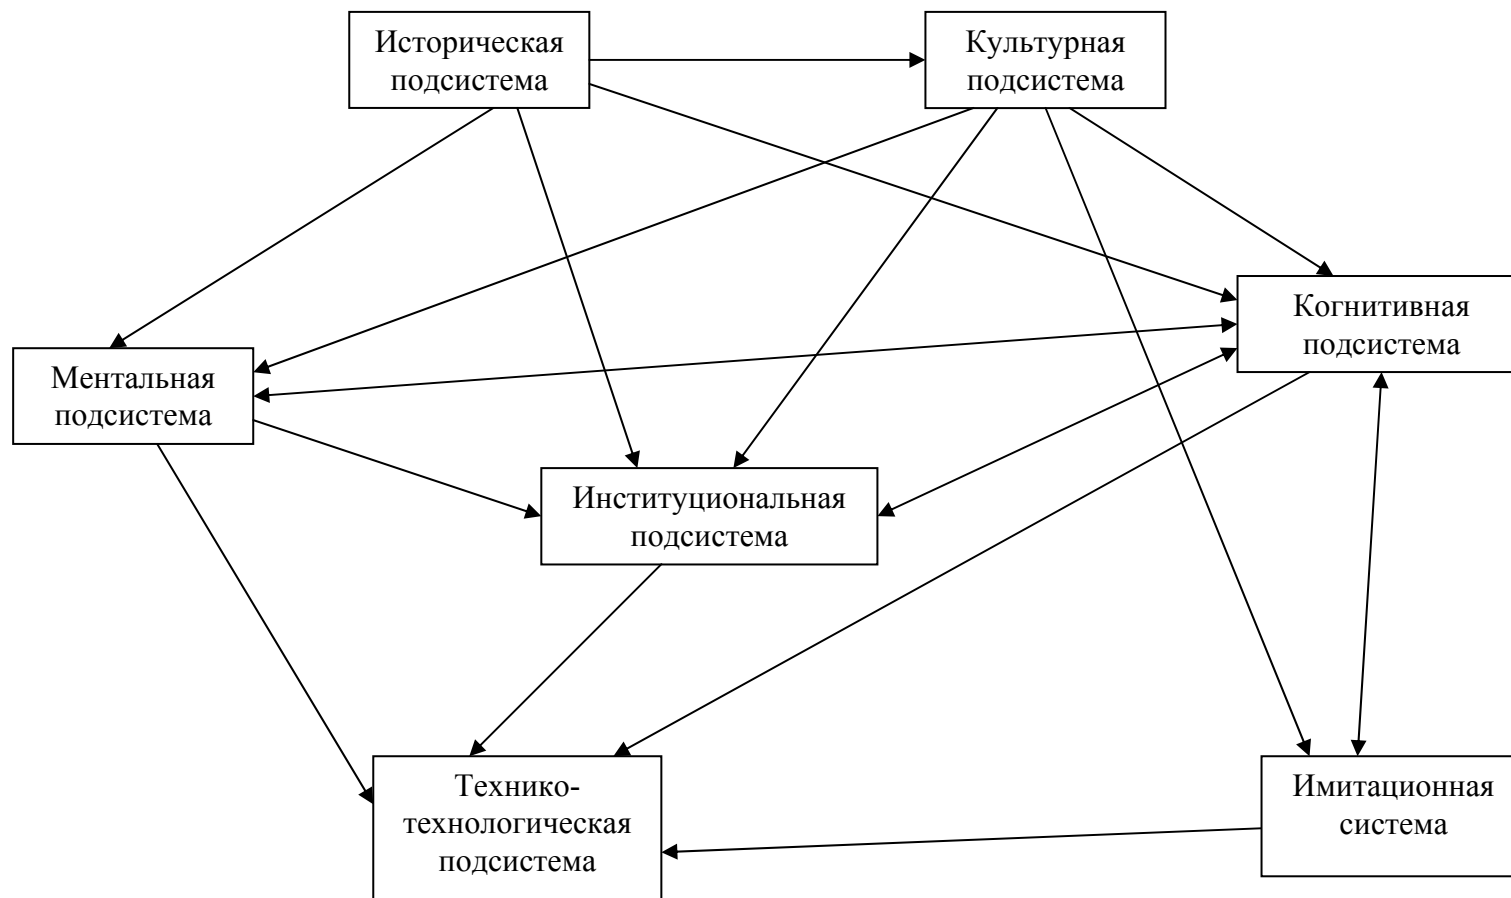 Историческая
подсистема
Культурная
подсистема
Когнитивная
подсистема
Ментальная
подсистема
Институциональная
подсистема
Технико-
технологическая
подсистема
Имитационная
система